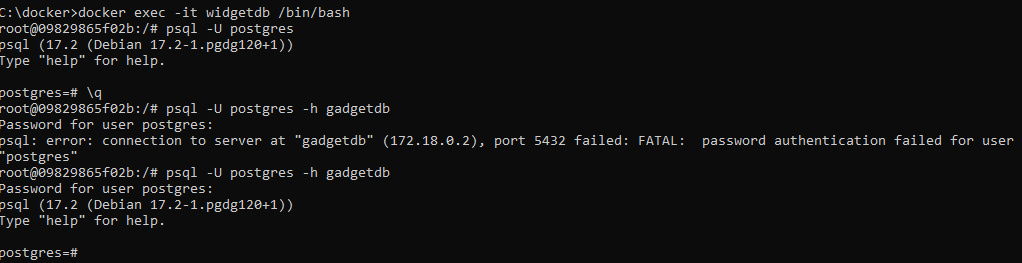 C:\docker>docker exec -it widgetdb /bin/bash
root@09829865f02b:/# psql -U postgres
psql (17.2 (Debian 17.2-1.pgdg120+1))
Type "help" for help.
postgres=# \q
root@09829865f02b:/# psql -U postgres -h gadgetdb
Password for user postgres:
psql: error: connection to server at "gadgetdb" (172.18.0.2), port 5432 failed: FATAL:  password authentication failed for user
"postgres"
root@09829865f02b:/# psql -U postgres -h gadgetdb
Password for user postgres:
psql (17.2 (Debian 17.2-1.pgdg120+1))
Type "help" for help.
postgres=#